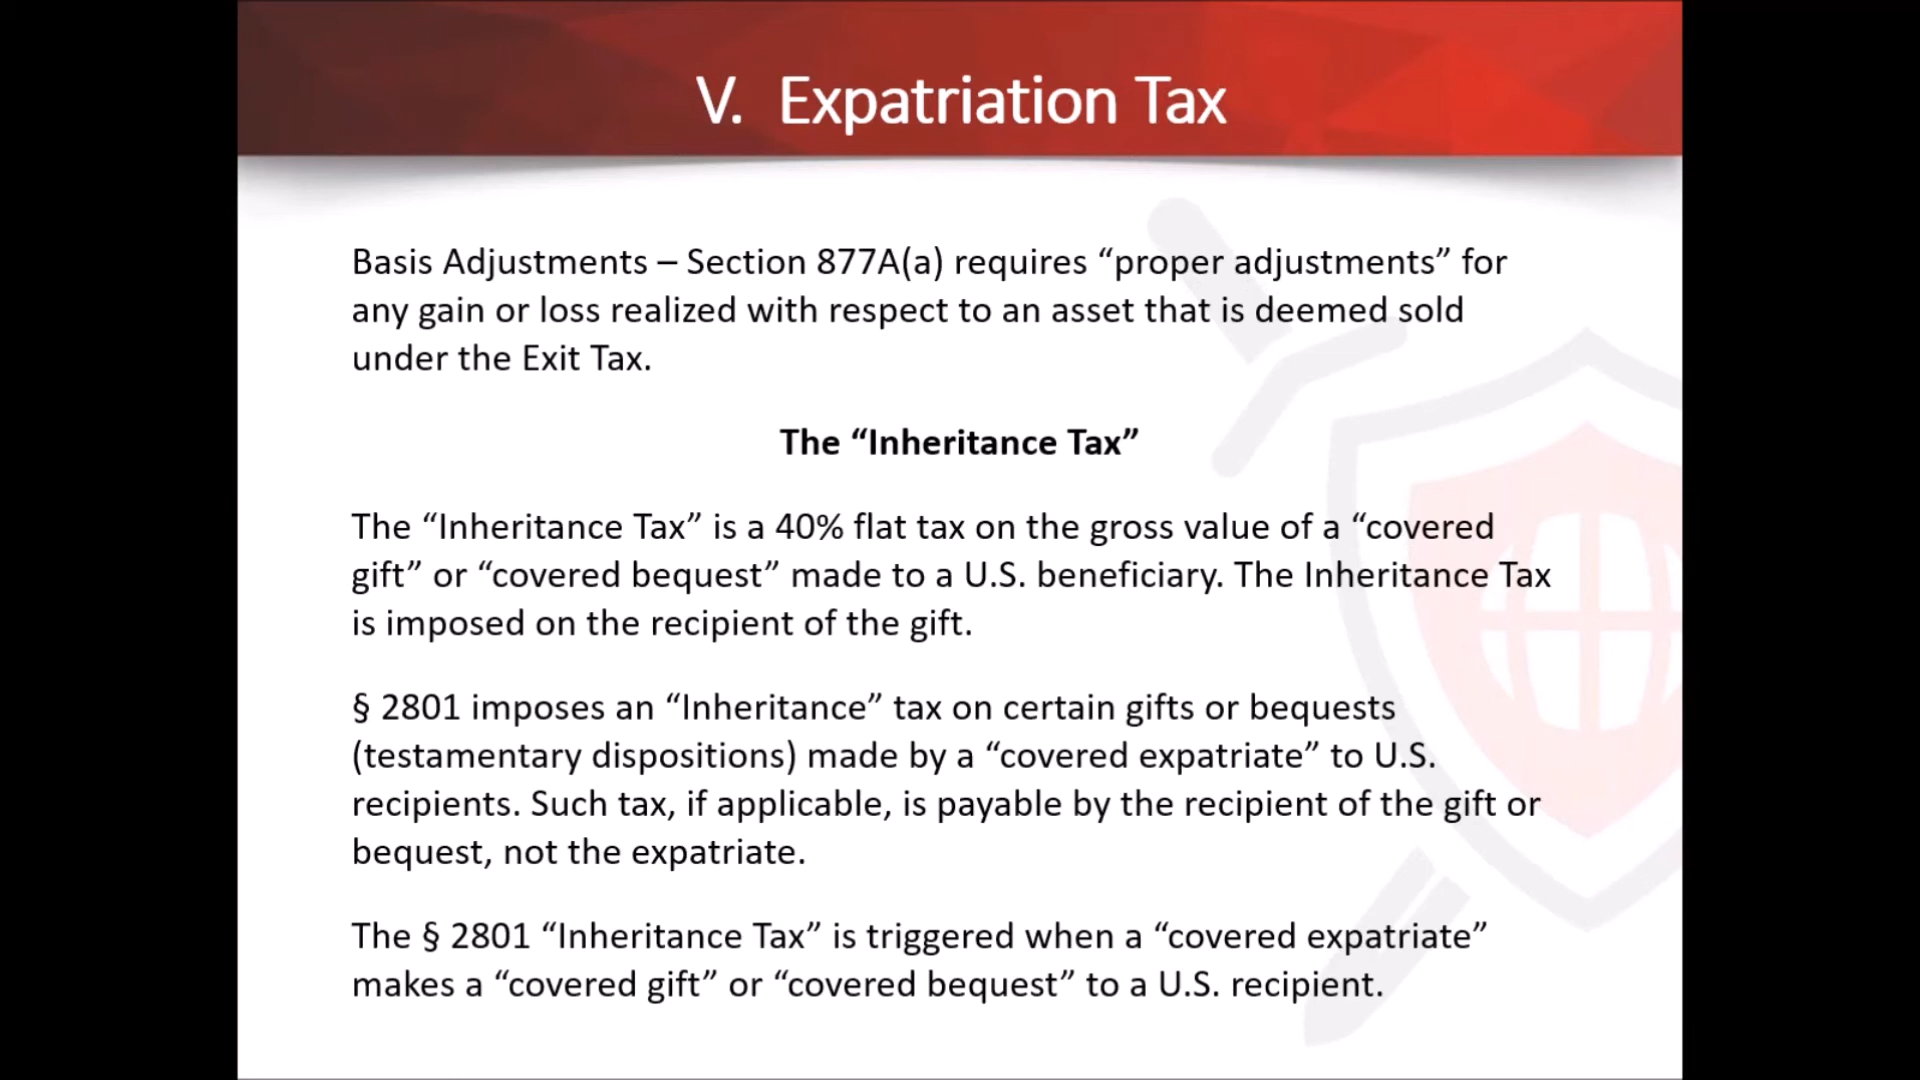 V. Expatriation Tax
Basis Adjustments – Section 877A(a) requires “proper adjustments” for
any gain or loss realized with respect to an asset that is deemed sold
under the Exit Tax.
The “Inheritance Tax”
The “Inheritance Tax” is a 40% flat tax on the gross value of a “covered
gift” or “covered bequest” made to a U.S. beneficiary. The Inheritance Tax
is imposed on the recipient of the gift.
§ 2801 imposes an “Inheritance” tax on certain gifts or bequests
(testamentary dispositions) made by a “covered expatriate” to U.S.
recipients. Such tax, if applicable, is payable by the recipient of the gift or
bequest, not the expatriate.
The § 2801 “Inheritance Tax” is triggered when a “covered expatriate”
makes a “covered gift” or “covered bequest” to a U.S. recipient.